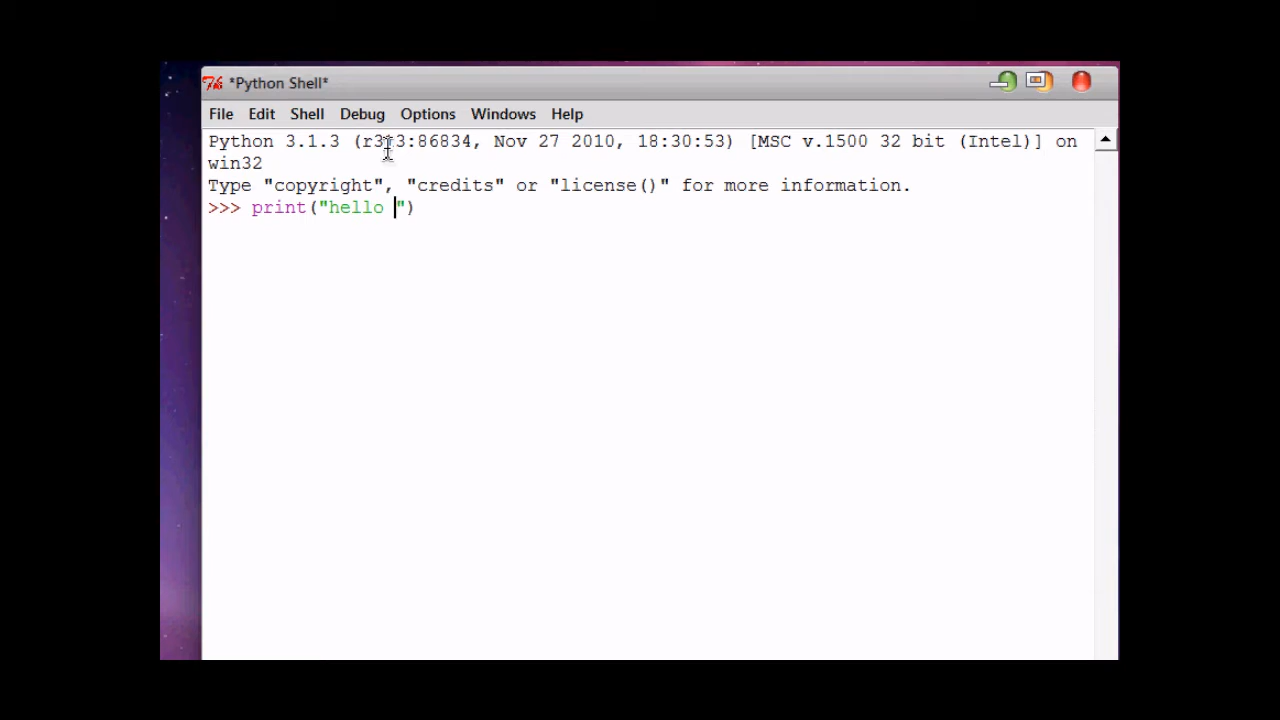 *Python Shell*
File Edit Shell Debug Options Windows Help
Python 3.1.3 (r313:86834, Nov 27 2010, 18:30:53) [MSC v.1500 32 bit (Intel)] on
win32
Type "copyright", "credits" or "license()" for more information.
>>> print("hello ")